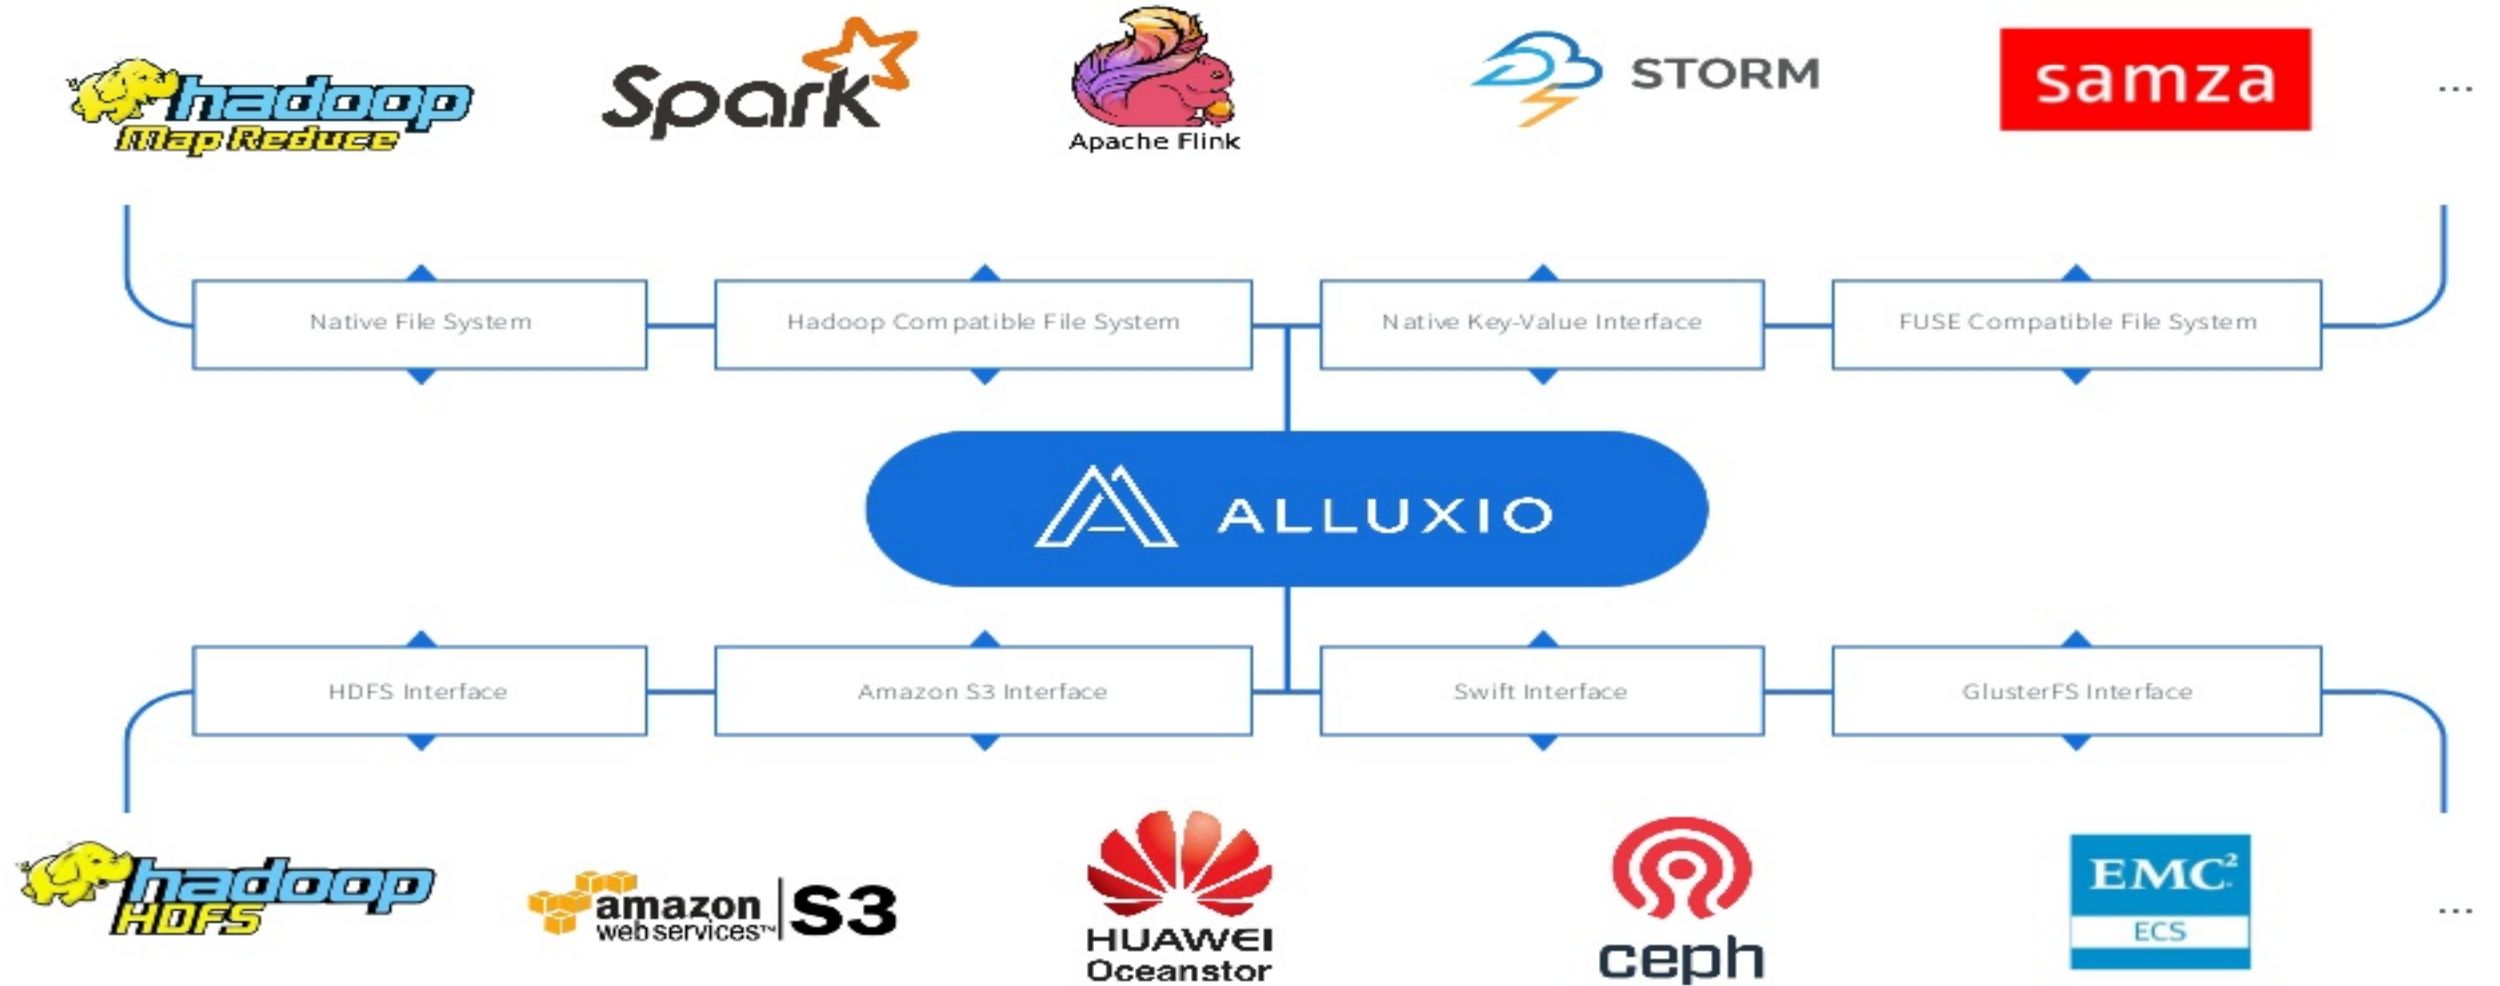 hadoop
Map Reduce
Spark
Apache Flink
STORM
samza
...
Native File System
Hadoop Compatible File System
Native Key-Value Interface
FUSE Compatible File System
ALLUXIO
HDFS Interface
Amazon S3 Interface
Swift Interface
GlusterFS Interface
hadoop
HDFS
amazon
web services™
S3
HUAWEI
Oceanstor
ceph
EMC²
ECS
...